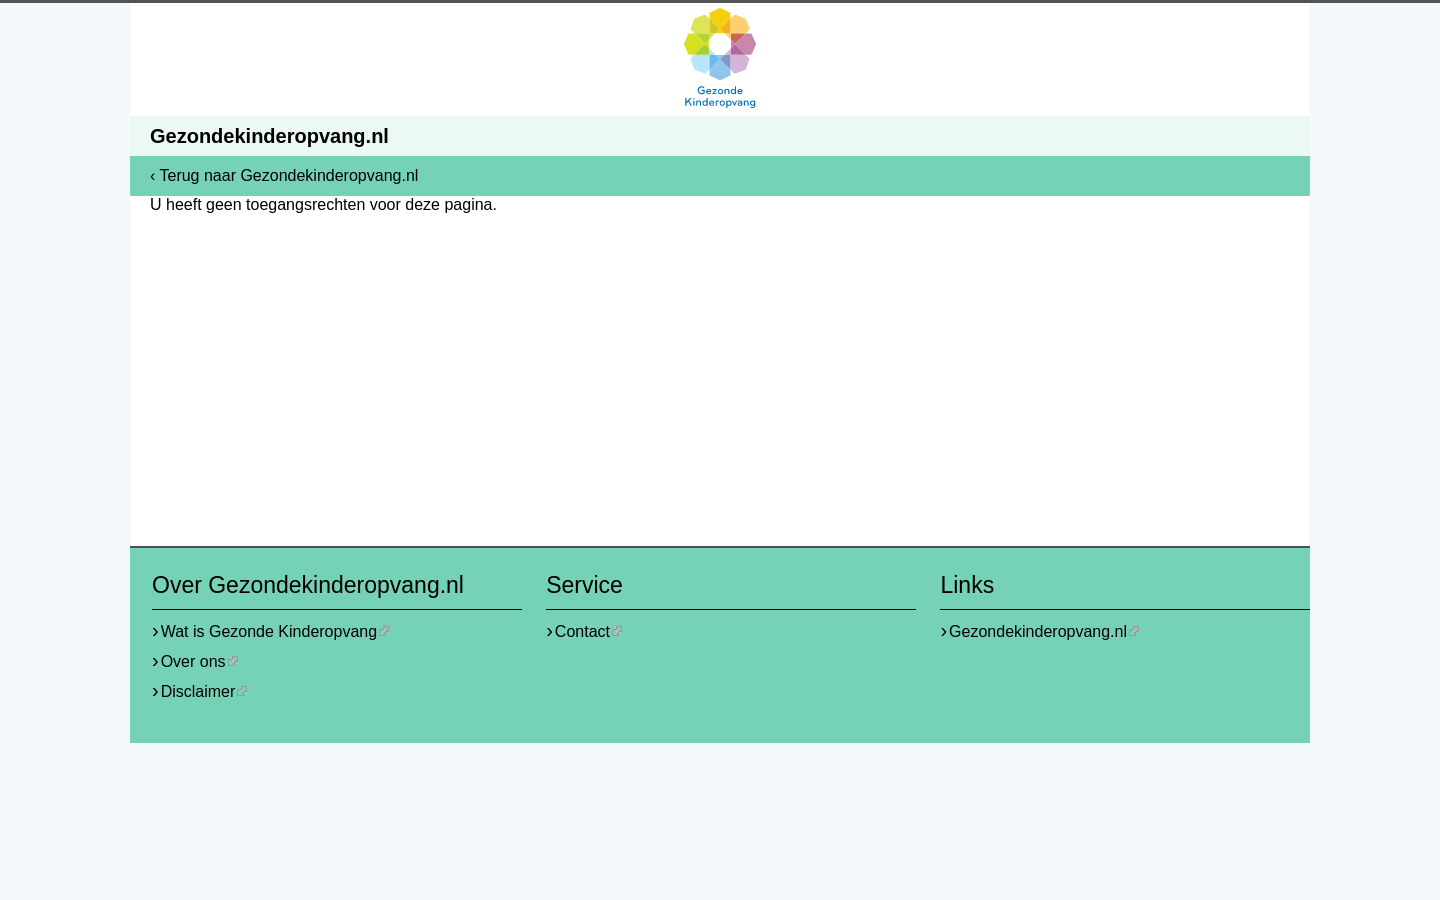 Gezonde
Kinderopvang
Gezondekinderopvang.nl
‹ Terug naar Gezondekinderopvang.nl
U heeft geen toegangsrechten voor deze pagina.
Over Gezondekinderopvang.nl
› Wat is Gezonde Kinderopvang
› Over ons
› Disclaimer
Service
› Contact
Links
› Gezondekinderopvang.nl